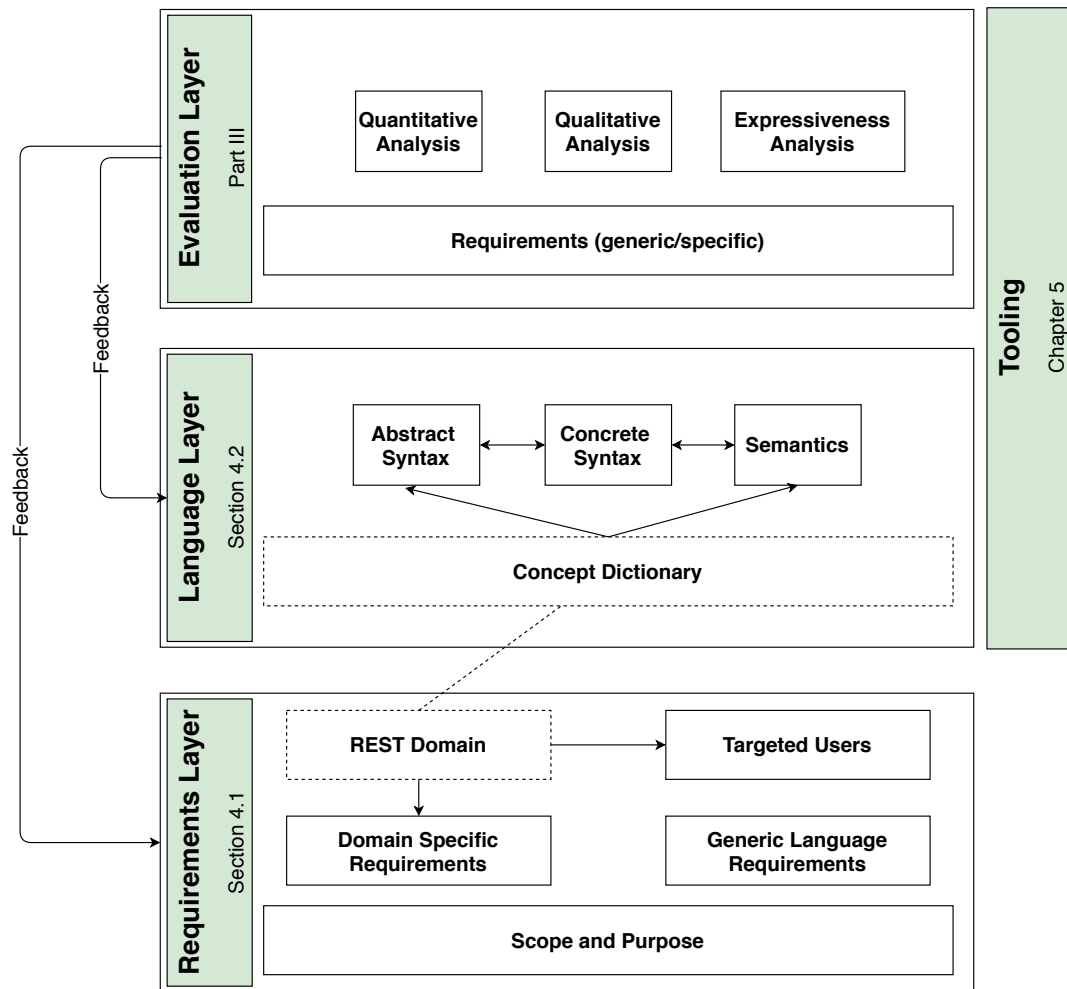 Evaluation Layer
Part III
Quantitative
Analysis
Qualitative
Analysis
Expressiveness
Analysis
Requirements (generic/specific)
Tooling
Chapter 5
Feedback
Feedback
Language Layer
Section 4.2
Abstract
Syntax
Concrete
Syntax
Semantics
Concept Dictionary
Requirements Layer
Section 4.1
REST Domain
Targeted Users
Domain Specific
Requirements
Generic Language
Requirements
Scope and Purpose